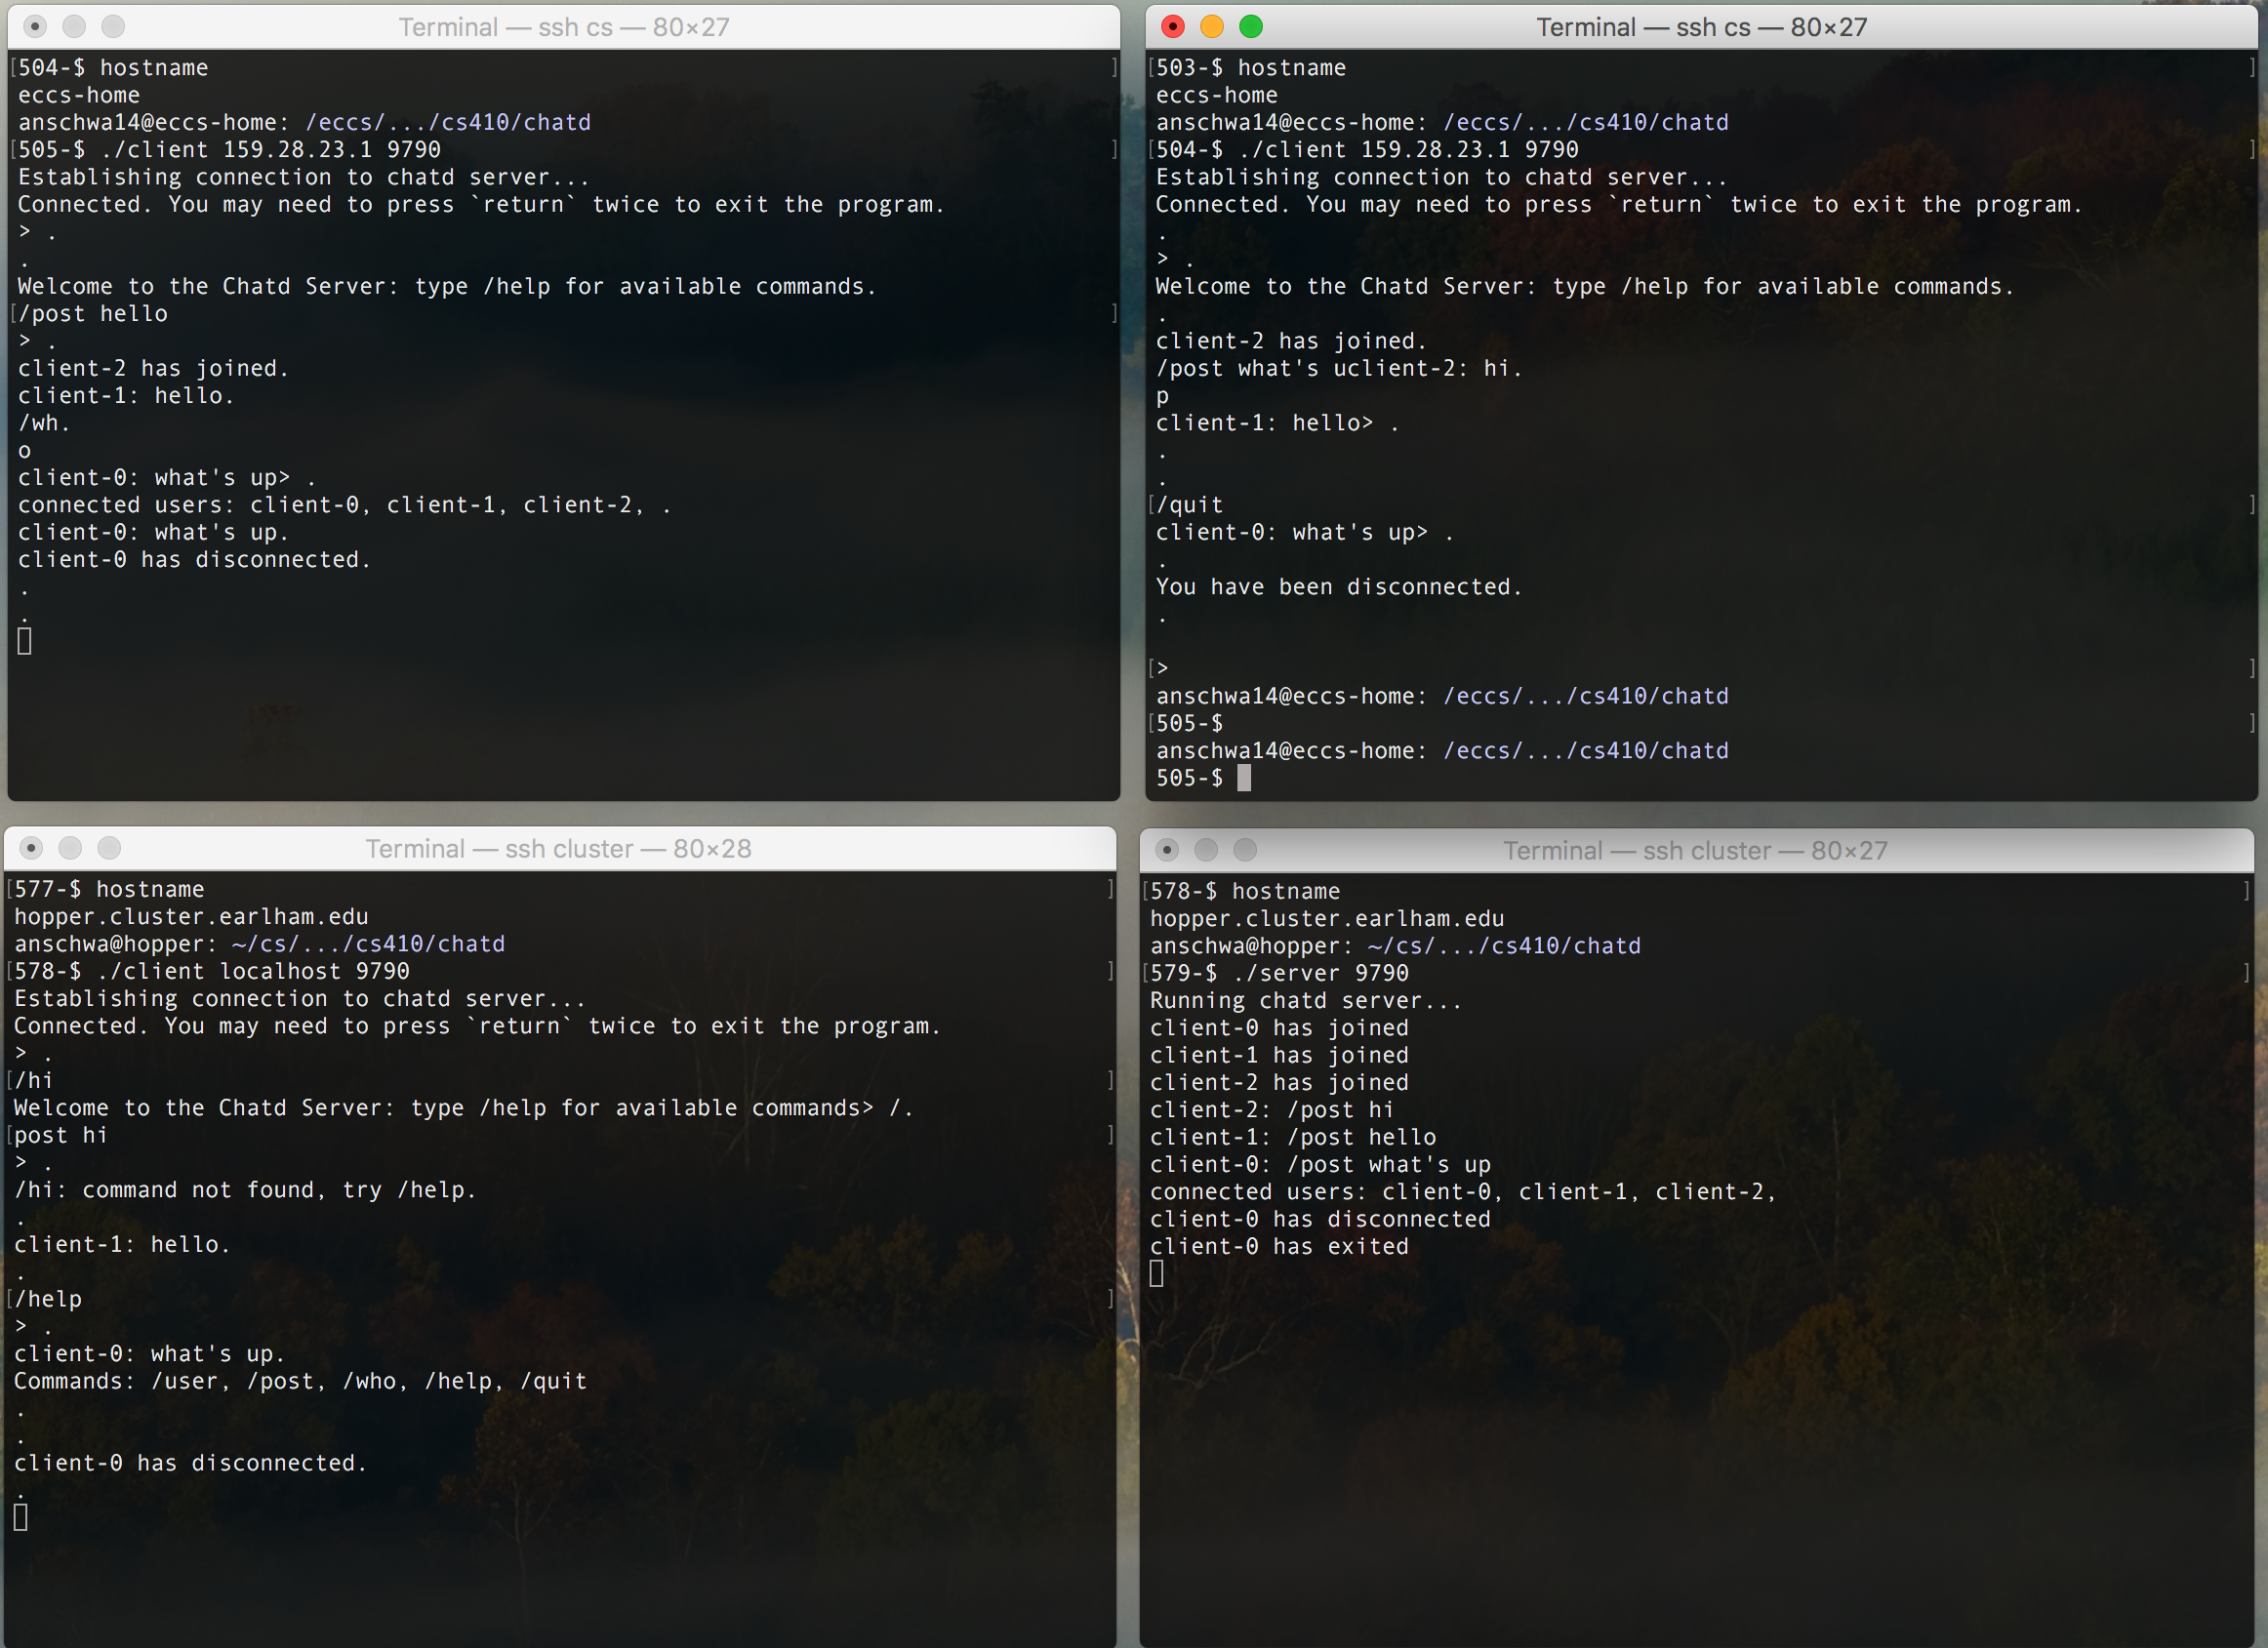 Terminal — ssh cs — 80×27
[504-$ hostname ]
eccs-home
anschwa14@eccs-home: /eccs/.../cs410/chatd
[505-$ ./client 159.28.23.1 9790 ]
Establishing connection to chatd server...
Connected. You may need to press `return` twice to exit the program.
> .
.
Welcome to the Chatd Server: type /help for available commands.
[/post hello ]
> .
client-2 has joined.
client-1: hello.
/wh.
o
client-0: what's up> .
connected users: client-0, client-1, client-2, .
client-0: what's up.
client-0 has disconnected.
.
.
Terminal — ssh cs — 80×27
[503-$ hostname ]
eccs-home
anschwa14@eccs-home: /eccs/.../cs410/chatd
[504-$ ./client 159.28.23.1 9790 ]
Establishing connection to chatd server...
Connected. You may need to press `return` twice to exit the program.
.
> .
Welcome to the Chatd Server: type /help for available commands.
.
client-2 has joined.
/post what's uclient-2: hi.
p
client-1: hello> .
.
.
[/quit ]
client-0: what's up> .
.
You have been disconnected.
.
[> ]
anschwa14@eccs-home: /eccs/.../cs410/chatd
[505-$ ]
anschwa14@eccs-home: /eccs/.../cs410/chatd
505-$
Terminal — ssh cluster — 80×28
[577-$ hostname ]
hopper.cluster.earlham.edu
anschwa@hopper: ~/cs/.../cs410/chatd
[578-$ ./client localhost 9790 ]
Establishing connection to chatd server...
Connected. You may need to press `return` twice to exit the program.
> .
[/hi ]
Welcome to the Chatd Server: type /help for available commands> /.
[post hi ]
> .
/hi: command not found, try /help.
.
client-1: hello.
.
[/help ]
> .
client-0: what's up.
Commands: /user, /post, /who, /help, /quit
.
.
client-0 has disconnected.
.
Terminal — ssh cluster — 80×27
[578-$ hostname ]
hopper.cluster.earlham.edu
anschwa@hopper: ~/cs/.../cs410/chatd
[579-$ ./server 9790 ]
Running chatd server...
client-0 has joined
client-1 has joined
client-2 has joined
client-2: /post hi
client-1: /post hello
client-0: /post what's up
connected users: client-0, client-1, client-2,
client-0 has disconnected
client-0 has exited